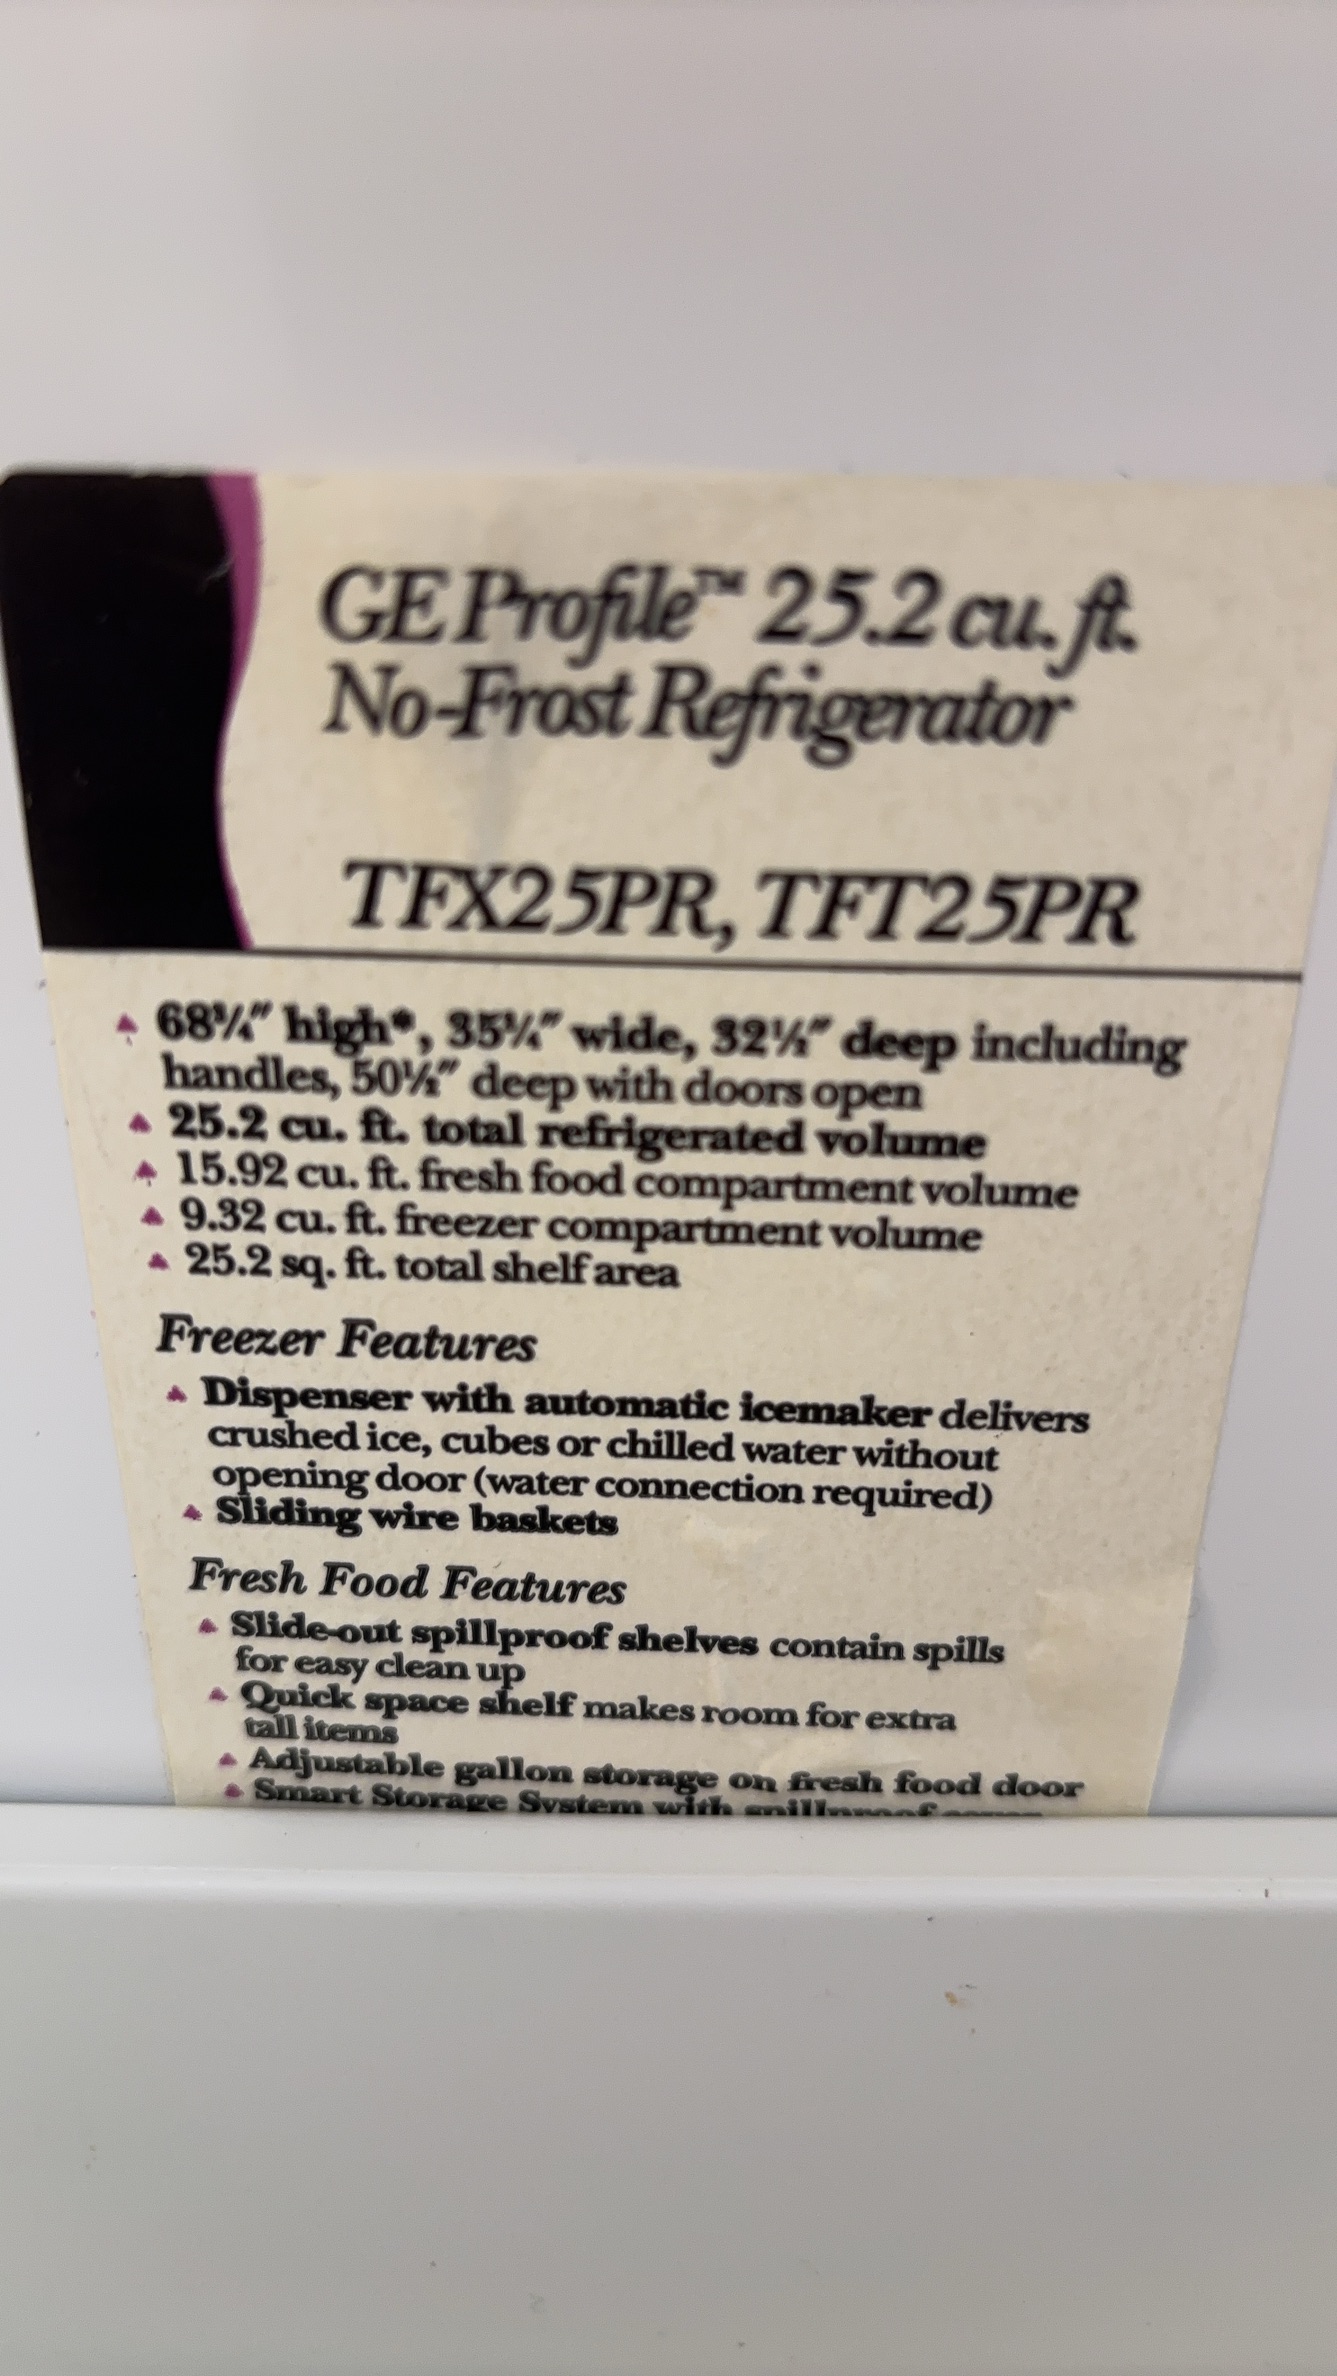 GE Profile™ 25.2 cu. ft.
No-Frost Refrigerator
TFX25PR, TFT25PR
68¾" high*, 35¾" wide, 32½" deep including
handles, 50½" deep with doors open
25.2 cu. ft. total refrigerated volume
15.92 cu. ft. fresh food compartment volume
9.32 cu. ft. freezer compartment volume
25.2 sq. ft. total shelf area
Freezer Features
Dispenser with automatic icemaker delivers
crushed ice, cubes or chilled water without
opening door (water connection required)
Sliding wire baskets
Fresh Food Features
Slide-out spillproof shelves contain spills
for easy clean up
Quick space shelf makes room for extra
tall items
Adjustable gallon storage on fresh food door
Smart Storage System with spillproof